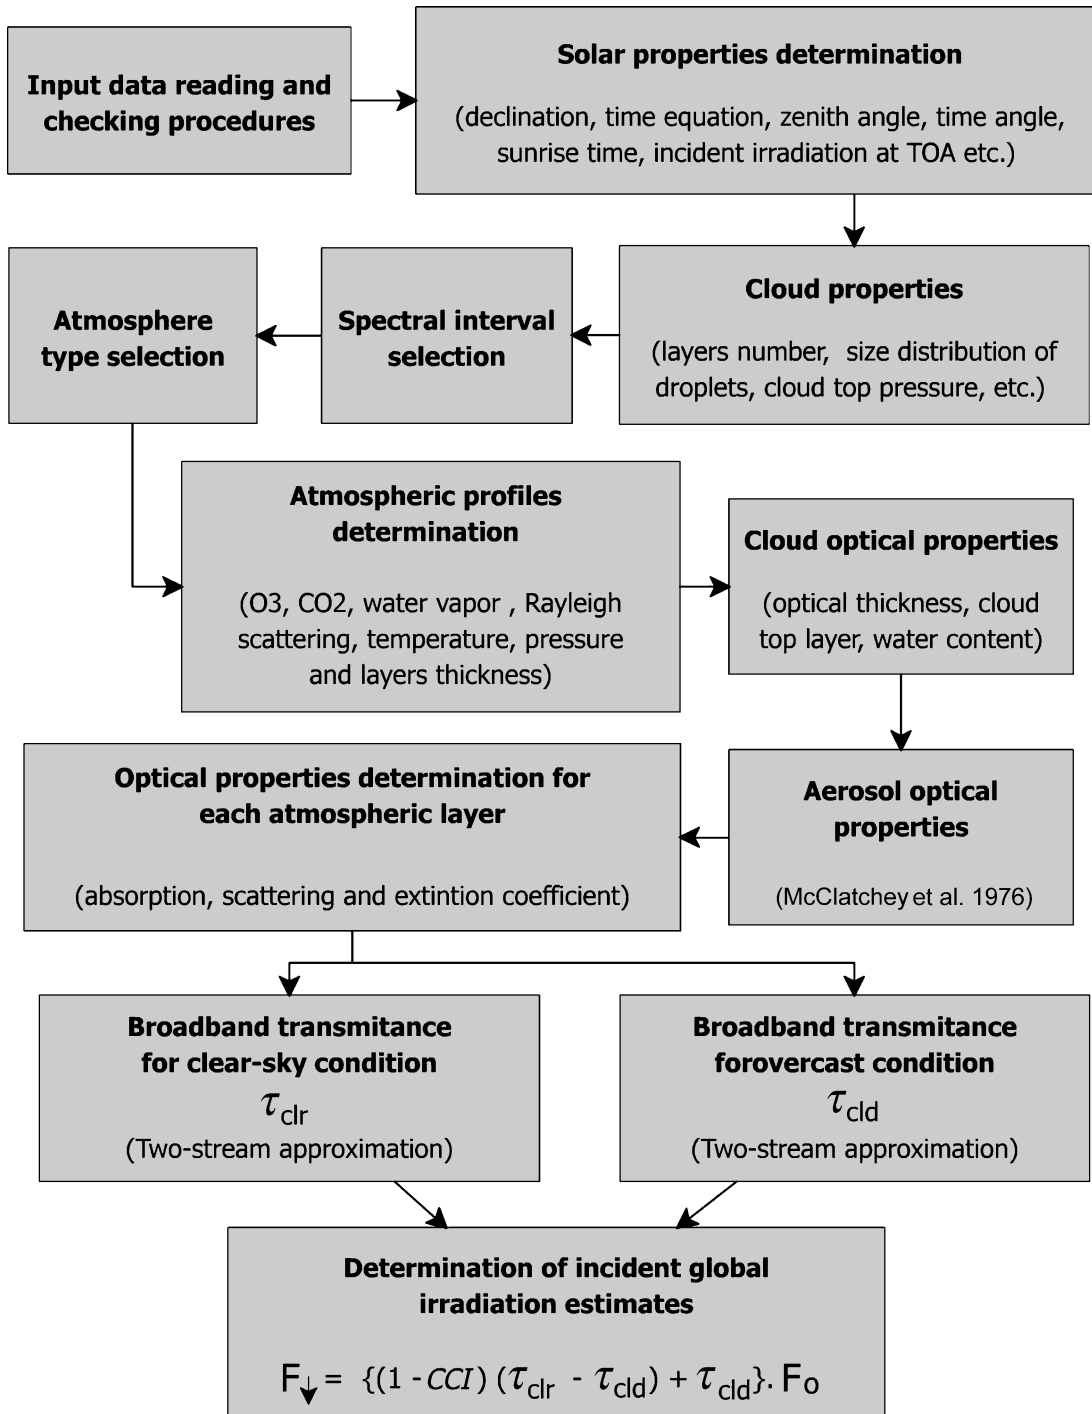 Input data reading and
checking procedures
Solar properties determination
(declination, time equation, zenith angle, time angle,
sunrise time, incident irradiation at TOA etc.)
Atmosphere
type selection
Spectral interval
selection
Cloud properties
(layers number, size distribution of
droplets, cloud top pressure, etc.)
Atmospheric profiles
determination
(O3, CO2, water vapor , Rayleigh
scattering, temperature, pressure
and layers thickness)
Cloud optical properties
(optical thickness, cloud
top layer, water content)
Optical properties determination for
each atmospheric layer
(absorption, scattering and extintion coefficient)
Aerosol optical
properties
(McClatchey et al. 1976)
Broadband transmitance
for clear-sky condition
τclr
(Two-stream approximation)
Broadband transmitance
forovercast condition
τcld
(Two-stream approximation)
Determination of incident global
irradiation estimates
F↓ = {(1 - CCI) (τclr - τcld) + τcld}. F0